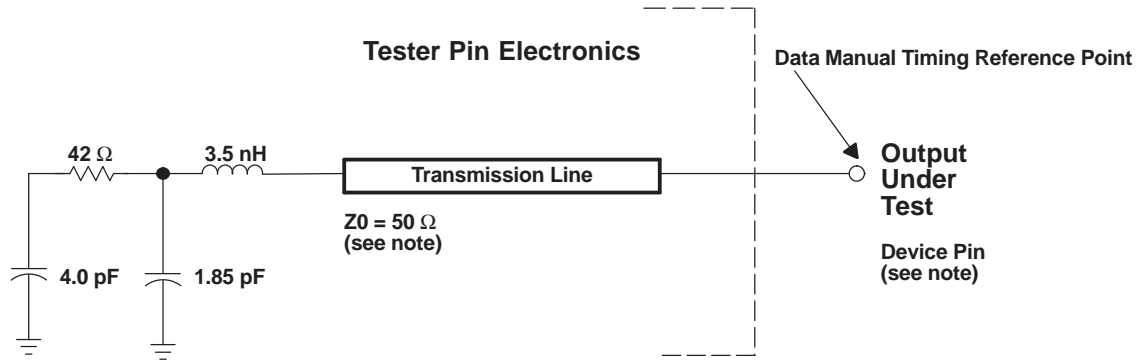 Tester Pin Electronics
Data Manual Timing Reference Point
42 Ω
3.5 nH
Transmission Line
Output
Under
Test
Z0 = 50 Ω
(see note)
Device Pin
(see note)
4.0 pF
1.85 pF